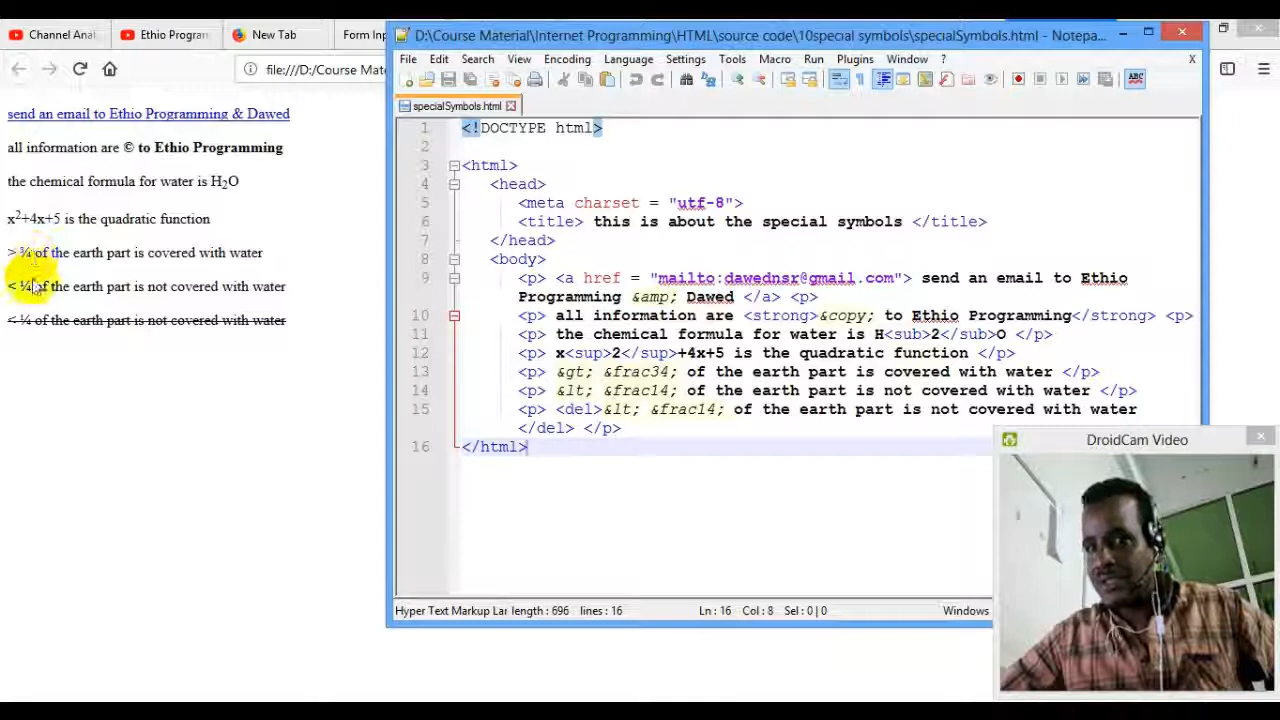 Channel Anal
Ethio Program
New Tab
Form Inp
file:///D:/Course Mate
send an email to Ethio Programming & Dawed
all information are © to Ethio Programming
the chemical formula for water is H2O
x2+4x+5 is the quadratic function
> ¾ of the earth part is covered with water
< ¼ of the earth part is not covered with water
< ¼ of the earth part is not covered with water
D:\Course Material\Internet Programming\HTML\source code\10special symbols\specialSymbols.html - Notepa...
File Edit Search View Encoding Language Settings Tools Macro Run Plugins Window ? X
ABC
specialSymbols.html
1 <!DOCTYPE html>
2
3 <html>
4 <head>
5 <meta charset = "utf-8">
6 <title> this is about the special symbols </title>
7 </head>
8 <body>
9 <p> <a href = "mailto:dawednsr@gmail.com"> send an email to Ethio
Programming &amp; Dawed </a> <p>
10 <p> all information are <strong>&copy; to Ethio Programming</strong> <p>
11 <p> the chemical formula for water is H<sub>2</sub>O </p>
12 <p> x<sup>2</sup>+4x+5 is the quadratic function </p>
13 <p> &gt; &frac34; of the earth part is covered with water </p>
14 <p> &lt; &frac14; of the earth part is not covered with water </p>
15 <p> <del>&lt; &frac14; of the earth part is not covered with water
</del> </p>
16 </html>
Hyper Text Markup Lar length : 696 lines : 16 Ln : 16 Col : 8 Sel : 0 | 0 Windows
DroidCam Video